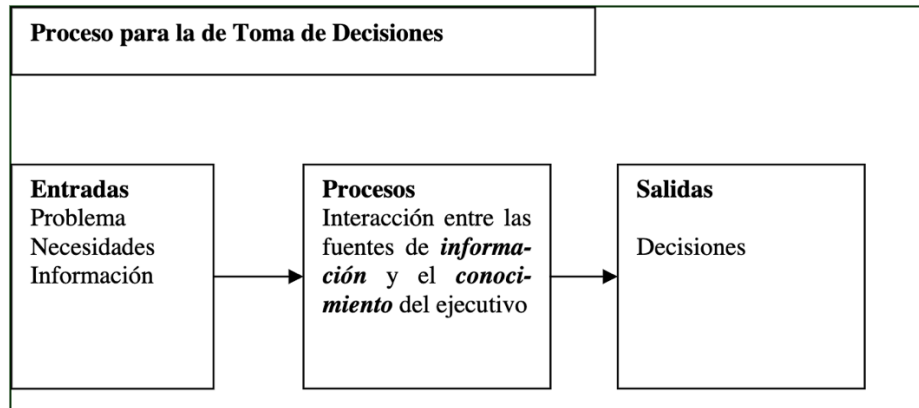 Proceso para la de Toma de Decisiones
Entradas
Problema
Necesidades
Información
Procesos
Interacción entre las
fuentes de informa-
ción y el conoci-
miento del ejecutivo
Salidas
Decisiones